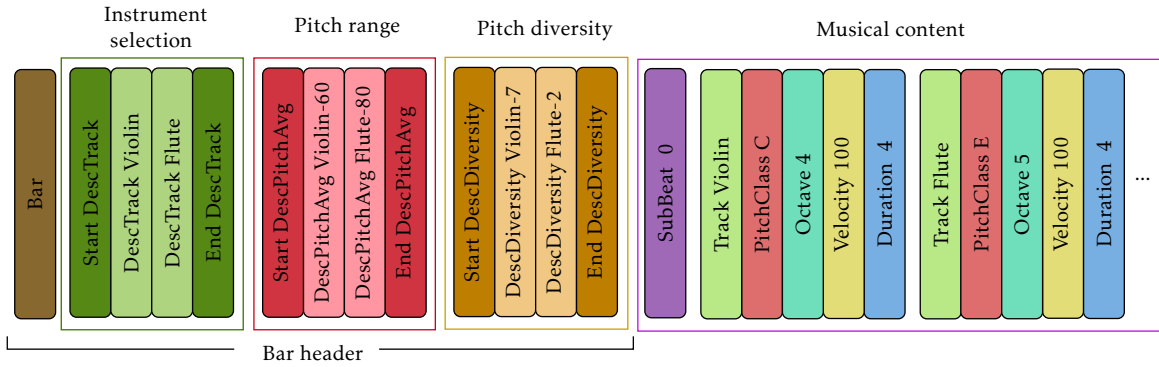 Instrument
selection
Pitch range
Pitch diversity
Musical content
Bar
Start DescTrack
DescTrack Violin
DescTrack Flute
End DescTrack
Start DescPitchAvg
DescPitchAvg Violin-60
DescPitchAvg Flute-80
End DescPitchAvg
Start DescDiversity
DescDiversity Violin-7
DescDiversity Flute-2
End DescDiversity
SubBeat 0
Track Violin
PitchClass C
Octave 4
Velocity 100
Duration 4
Track Flute
PitchClass E
Octave 5
Velocity 100
Duration 4
...
Bar header